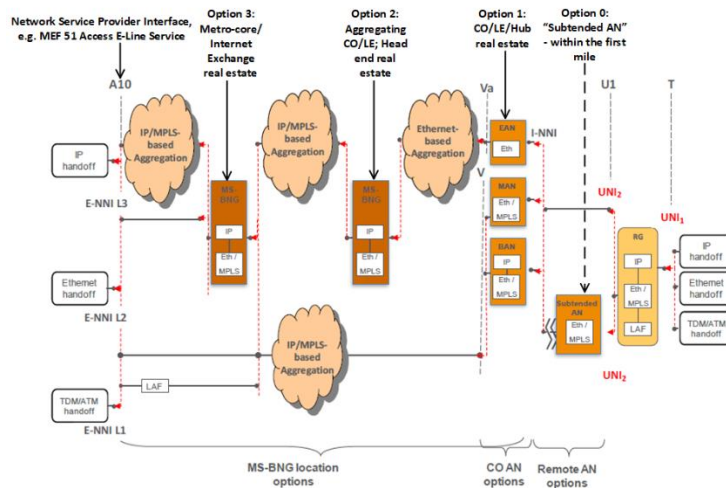 Network Service Provider Interface,
e.g. MEF 51 Access E-Line Service
Option 3:
Metro-core/
Internet
Exchange
real estate
Option 2:
Aggregating
CO/LE; Head
end real
estate
Option 1:
CO/LE/Hub
real estate
Option 0:
“Subtended AN”
- within the first
mile
A10
Va
U1
T
IP/MPLS-
based
Aggregation
IP/MPLS-
based
Aggregation
Ethernet-
based
Aggregation
EAN
Eth
I-NNI
IP
handoff
E-NNI L3
V
MS-
BNG
IP
Eth /
MPLS
MS-
BNG
IP
Eth /
MPLS
MAN
Eth /
MPLS
UNI2
UNI1
BAN
IP
Eth /
MPLS
RG
IP
Eth /
MPLS
LAF
IP
handoff
Ethernet
handoff
TDM/ATM
handoff
Ethernet
handoff
E-NNI L2
Subtended
AN
Eth /
MPLS
IP/MPLS-
based
Aggregation
UNI2
LAF
TDM/ATM
handoff
E-NNI L1
MS-BNG location
options
CO AN
options
Remote AN
options